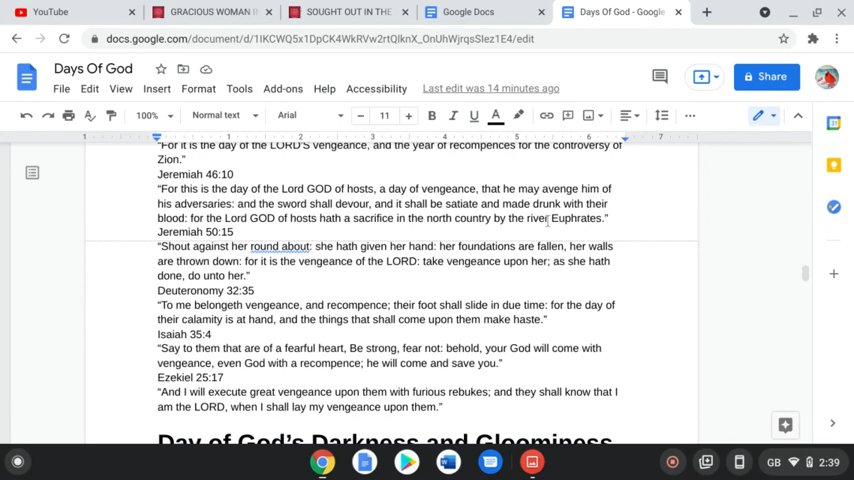 YouTube
GRACIOUS WOMAN I
SOUGHT OUT IN THE
Google Docs
Days Of God - Google
docs.google.com/document/d/1IKCWQ5x1DpCK4WkRVw2rtQlknX_OnUhWjrqsSIez1E4/edit
Days Of God
File Edit View Insert Format Tools Extensions Help Accessibility Last edit was 14 minutes ago
Share
100% Normal text Arial 11 B I U A
1 1 2 3 4 5 6 7
“For it is the day of the LORD'S vengeance, and the year of recompences for the controversy of
Zion.”
Jeremiah 46:10
“For this is the day of the Lord GOD of hosts, a day of vengeance, that he may avenge him of
his adversaries: and the sword shall devour, and it shall be satiate and made drunk with their
blood: for the Lord GOD of hosts hath a sacrifice in the north country by the river Euphrates.”
Jeremiah 50:15
“Shout against her round about: she hath given her hand: her foundations are fallen, her walls
are thrown down: for it is the vengeance of the LORD: take vengeance upon her; as she hath
done, do unto her.”
Deuteronomy 32:35
“To me belongeth vengeance, and recompence; their foot shall slide in due time: for the day of
their calamity is at hand, and the things that shall come upon them make haste.”
Isaiah 35:4
“Say to them that are of a fearful heart, Be strong, fear not: behold, your God will come with
vengeance, even God with a recompence; he will come and save you.”
Ezekiel 25:17
“And I will execute great vengeance upon them with furious rebukes; and they shall know that I
am the LORD, when I shall lay my vengeance upon them.”
Day of God’s Darkness and Gloominess
GB 2:39